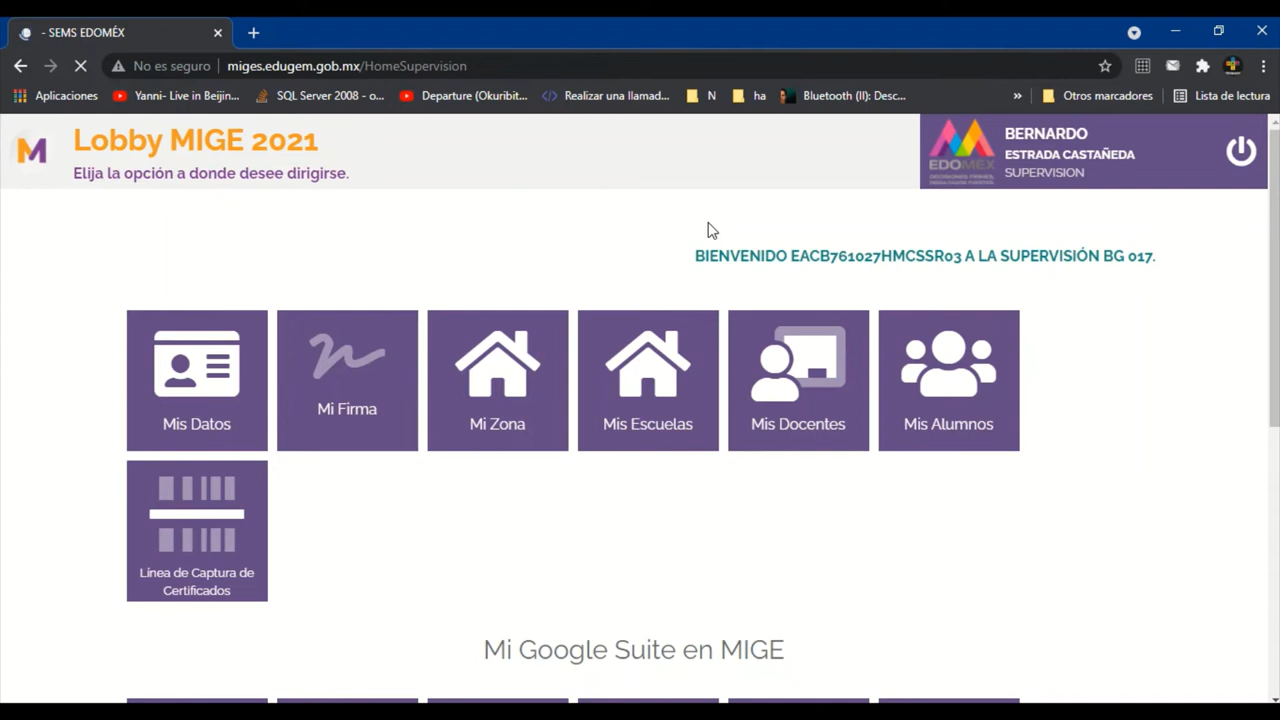 - SEMS EDOMÉX
No es seguro miges.edugem.gob.mx/HomeSupervision
Aplicaciones Yanni- Live in Beijin... SQL Server 2008 - o... Departure (Okuribit... Realizar una llamad... N ha Bluetooth (II): Desc... » Otros marcadores Lista de lectura
M
Lobby MIGE 2021
Elija la opción a donde desee dirigirse.
EDOMÉX
BERNARDO
ESTRADA CASTAÑEDA
SUPERVISION
BIENVENIDO EACB761027HMCSSR03 A LA SUPERVISIÓN BG 017.
Mis Datos
Mi Firma
Mi Zona
Mis Escuelas
Mis Docentes
Mis Alumnos
Línea de Captura de
Certificados
Mi Google Suite en MIGE